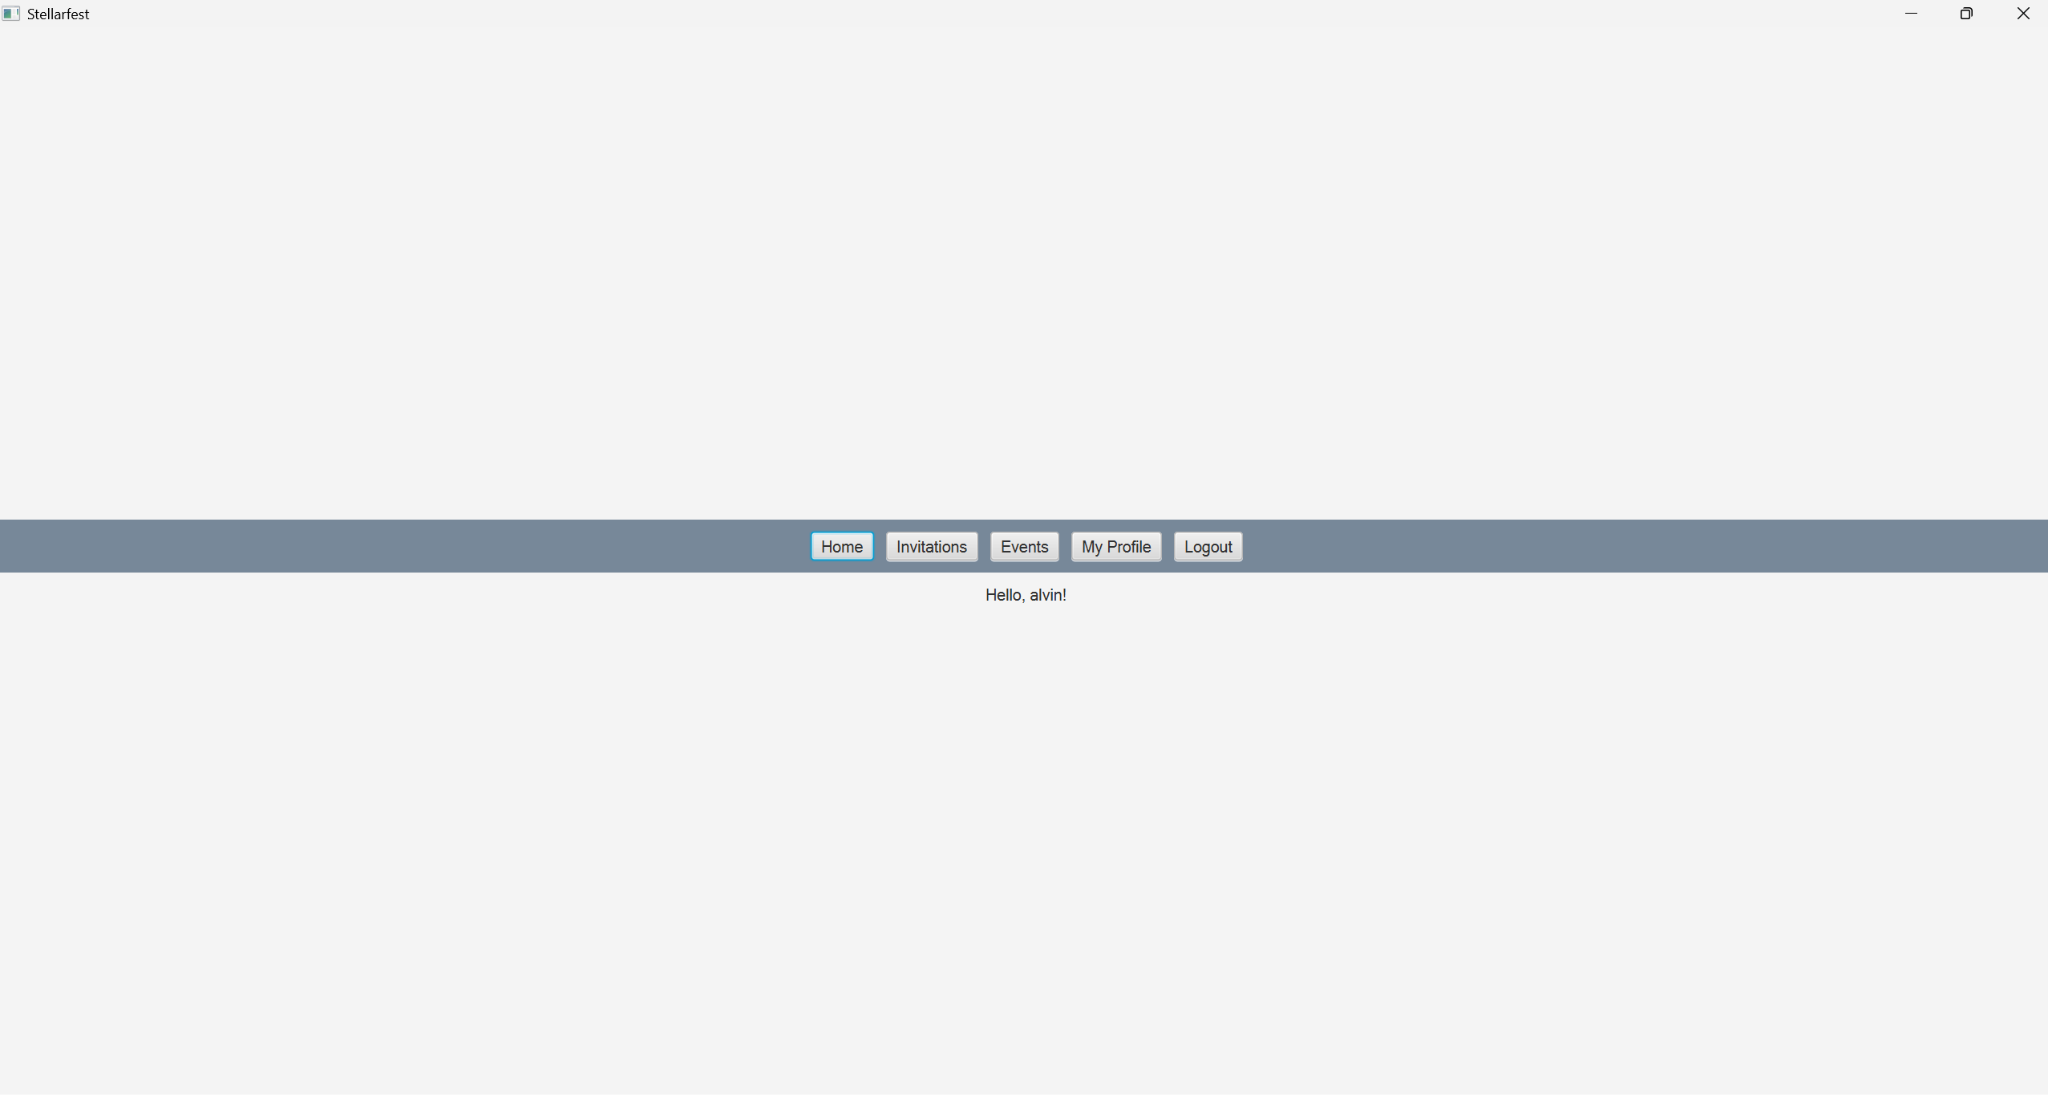 Stellarfest
Home Invitations Events My Profile Logout
Hello, alvin!